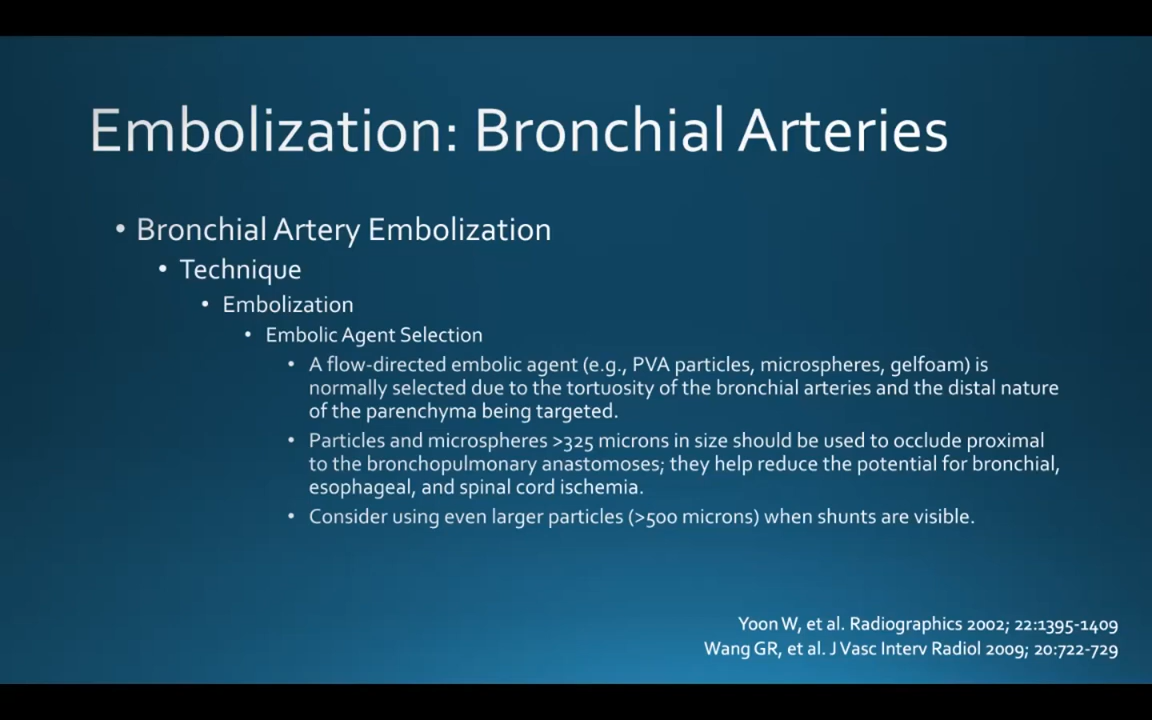 Embolization: Bronchial Arteries
• Bronchial Artery Embolization
• Technique
• Embolization
• Embolic Agent Selection
• A flow-directed embolic agent (e.g., PVA particles, microspheres, gelfoam) is
normally selected due to the tortuosity of the bronchial arteries and the distal nature
of the parenchyma being targeted.
• Particles and microspheres >325 microns in size should be used to occlude proximal
to the bronchopulmonary anastomoses; they help reduce the potential for bronchial,
esophageal, and spinal cord ischemia.
• Consider using even larger particles (>500 microns) when shunts are visible.
Yoon W, et al. Radiographics 2002; 22:1395-1409
Wang GR, et al. J Vasc Interv Radiol 2009; 20:722-729